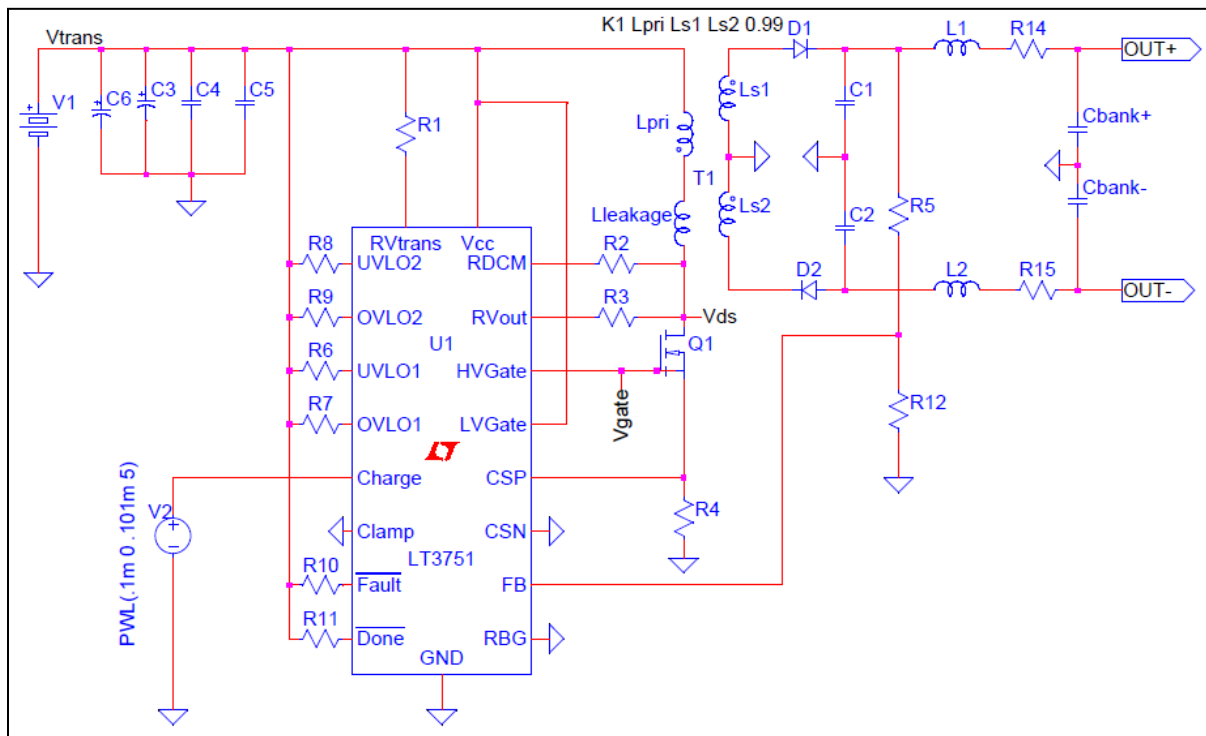 K1 Lpri Ls1 Ls2 0.99
D1
L1
R14
OUT+
Vtrans
V1
C6
C3
C4
C5
R1
Lpri
Ls1
C1
Cbank+
T1
Lleakage
Ls2
C2
R5
Cbank-
D2
L2
R15
OUT-
RVtrans
Vcc
R8
UVLO2
RDCM
R2
R9
OVLO2
RVout
R3
Vds
U1
Q1
R6
UVLO1
HVGate
Vgate
R7
OVLO1
LVGate
R12
PWL(.1m 0 .101m 5)
V2
Charge
CSP
R4
Clamp
CSN
LT3751
R10
Fault
FB
R11
Done
RBG
GND